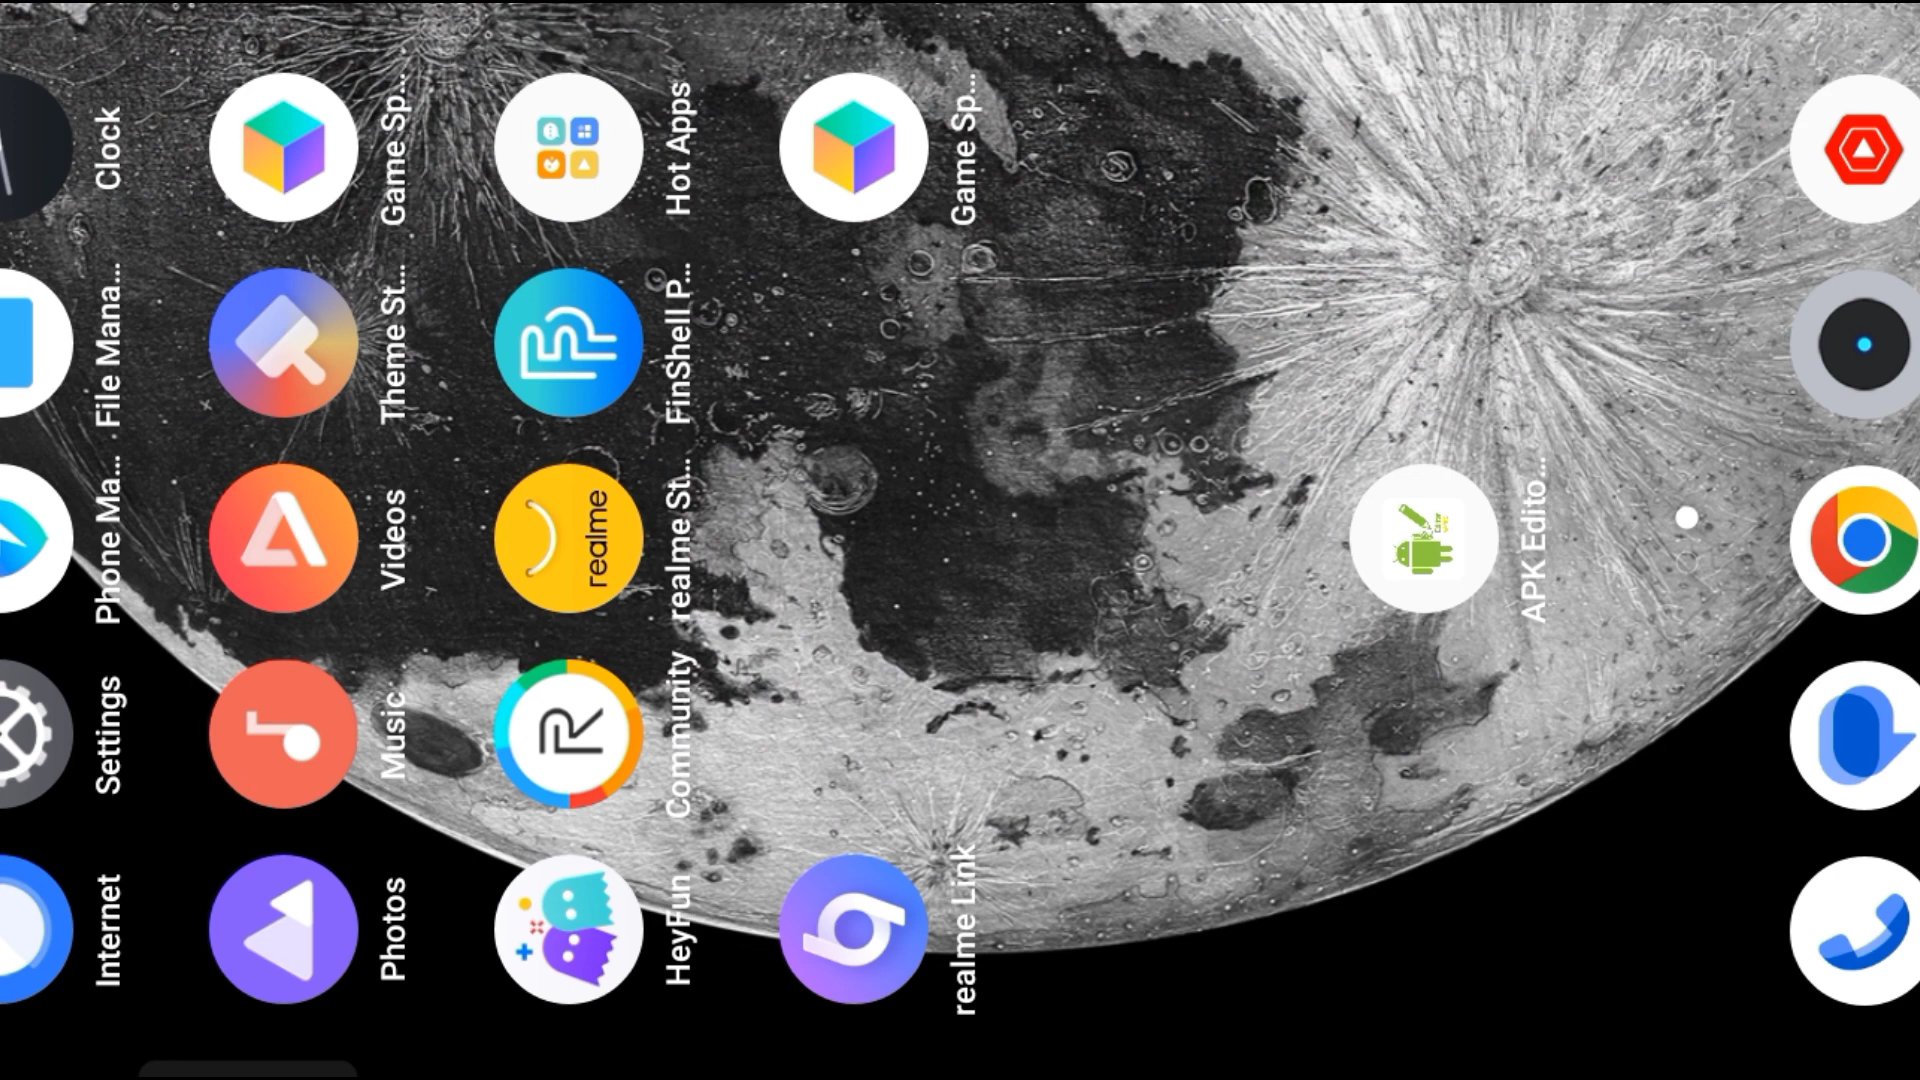 Internet
Settings
Phone Ma...
File Mana...
Clock
Photos
Music
Videos
Theme St...
Game Sp...
HeyFun
Community
realme
realme St...
FinShell P...
Hot Apps
realme Link
Game Sp...
APK Edito...